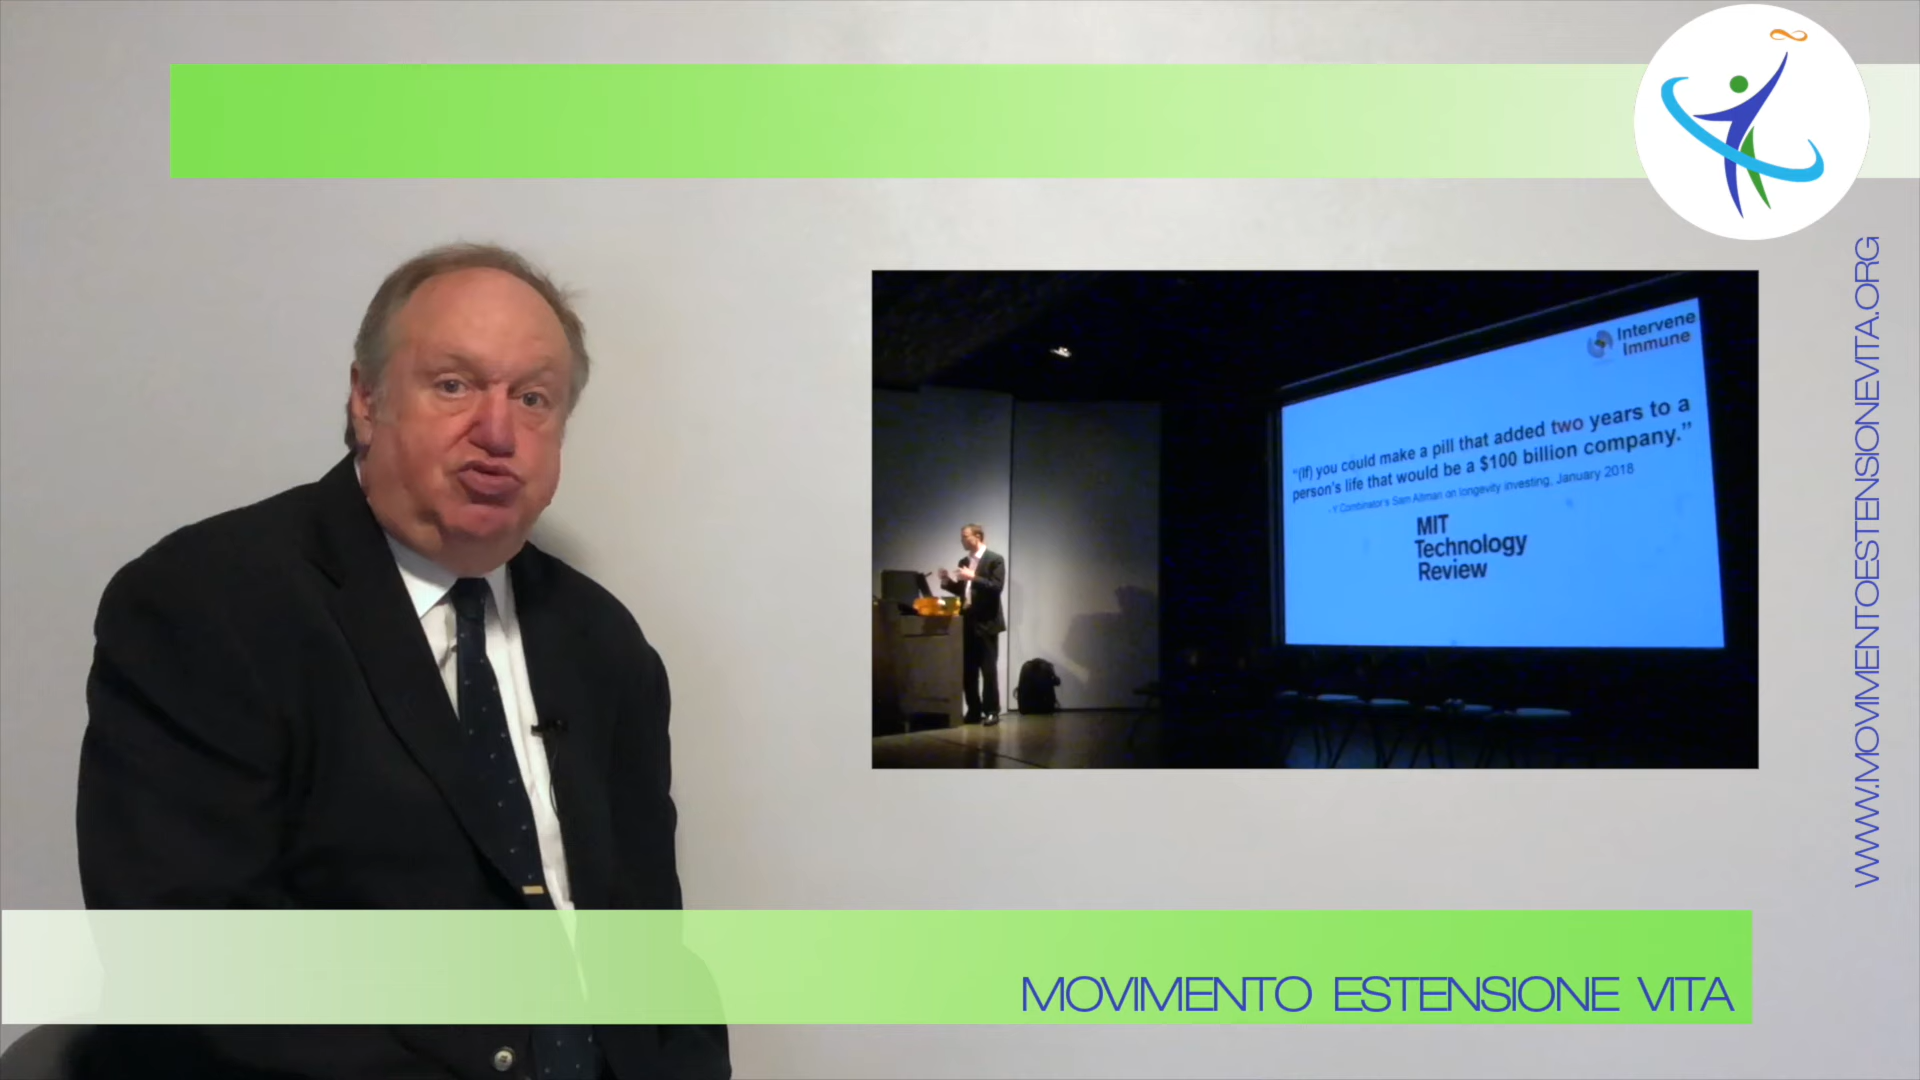 Intervene
Immune
"(If) you could make a pill that added two years to a
person's life that would be a $100 billion company."
- Y Combinator's Sam Altman on longevity investing, January 2018
MIT
Technology
Review
WWW.MOVIMENTOESTENSIONEVITA.ORG
MOVIMENTO ESTENSIONE VITA